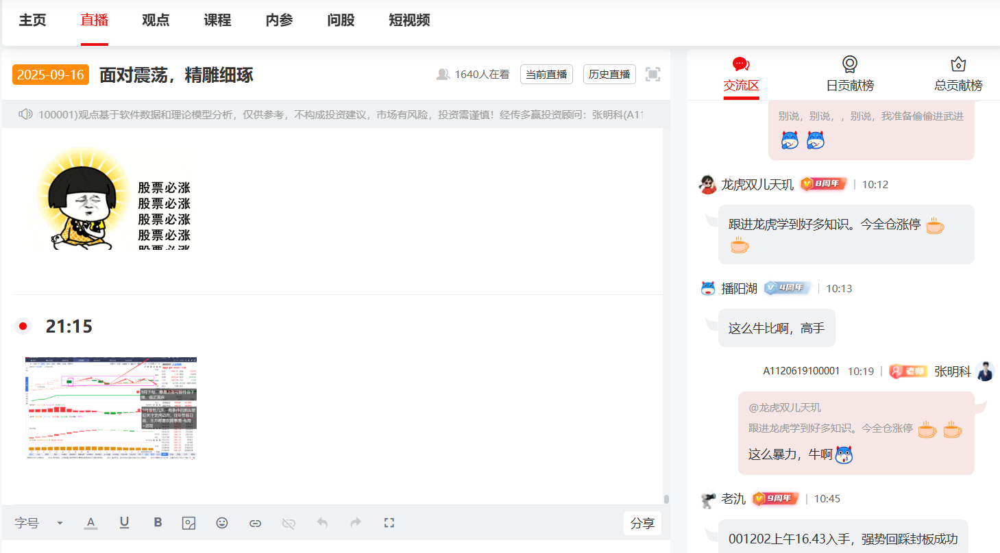 主页 直播 观点 课程 内参 问股 短视频
2025-09-16 面对震荡，精雕细琢 1640人在看 当前直播 历史直播
100001)观点基于软件数据和理论模型分析，仅供参考，不构成投资建议，市场有风险，投资需谨慎！经传多赢投资顾问：张明科(A11
股票必涨
股票必涨
股票必涨
股票必涨
股票必涨
21:15
字号 A U B 分享
交流区 日贡献榜 总贡献榜
别说，别说，，别说，我准备偷偷进武进
龙虎双儿天玑 8周年 10:12
跟进龙虎学到好多知识。今全仓涨停
播阳湖 4周年 10:13
这么牛比啊，高手
A1120619100001 10:19 老师 张明科
@龙虎双儿天玑
跟进龙虎学到好多知识。今全仓涨停
这么暴力，牛啊
老氿 9周年 10:45
001202上午16.43入手，强势回踩封板成功